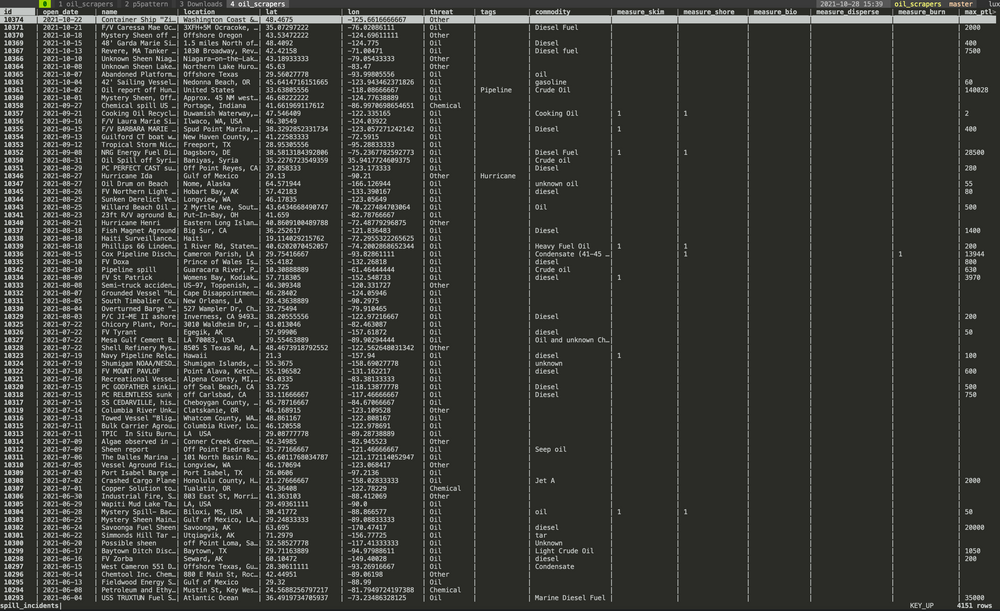 1 oil_scrapers 2 pSpattern 3 Downloads 4 oil_scrapers 2021-10-28 15:39 oil_scrapers master lux
id | open_date | name | location | lat | lon | threat | tags | commodity | measure_skim | measure_shore | measure_bio | measure_disperse | measure_burn | max_ptl~
10374 | 2021-10-22 | Container Ship "Zi… | Washington Coast &… | 48.4675 | -125.6616666667 | Other
10371 | 2021-10-21 | F/V Caressa Mae Oc… | 3XFH+5M Ocracoke, … | -76.0208611 | Oil | Diesel Fuel | 2000
10370 | 2021-10-18 | Mystery Sheen off … | Offshore Oregon | 43.53472222 | -124.69611111 | Other
10369 | 2021-10-15 | 48' Garda Marie Si… | 1.5 miles North of… | 48.4092 | -124.775 | Oil | Diesel | 400
10367 | 2021-10-13 | Revere, MA Tanker … | 1030 Broadway, Rev… | 42.42158 | -71.00471 | Oil | Diesel fuel | 7500
10366 | 2021-10-10 | Unknown Sheen Niag… | Niagara-on-the-Lak… | 43.18933333 | -79.05433333 | Other
10364 | 2021-10-08 | Unknown Sheen Lake… | Northern Lake Huro… | 45.63 | -83.47 | Other
10365 | 2021-10-07 | Abandoned Platform… | Offshore Texas | 29.56027778 | -93.99805556 | Oil | oil
10362 | 2021-10-04 | 42' Sailing Vessel… | Nedonna Beach, OR | 45.6414716151665 | -123.943462371826 | Oil | gasoline | 60
10361 | 2021-10-02 | Oil report off Hun… | United States | 33.63805556 | -118.08666667 | Oil | Pipeline | Crude Oil | 140028
10360 | 2021-10-01 | Mystery Sheen, Off… | Approx. 45 NM west… | 46.68222222 | -124.77638889 | Oil
10358 | 2021-09-27 | Chemical spill US … | Portage, Indiana | 41.661969117612 | -86.9970698654651 | Chemical
10357 | 2021-09-21 | Cooking Oil Recycl… | Duwamish Waterway,… | 47.546409 | -122.335165 | Oil | Cooking Oil | 1 | 1 | 2
10356 | 2021-09-16 | F/V Laura Marie Si… | Ilwaco, WA, USA | 46.30549 | -124.03922 | Oil
10355 | 2021-09-15 | F/V BARBARA MARIE … | Spud Point Marina,… | 38.3292852331734 | -123.057271242142 | Oil | Diesel | 1 | 400
10354 | 2021-09-13 | Guilford CT boat w… | New Haven County, … | 41.22583333 | -72.5915 | Oil
10353 | 2021-09-12 | Tropical Storm Nic… | Freeport, TX | 28.95305556 | -95.28833333 | Oil
10352 | 2021-09-08 | NRG Energy Fuel Di… | Dagsboro, DE | 38.5813184392806 | -75.2367782592773 | Oil | Diesel Fuel | 1 | 1 | 28500
10350 | 2021-08-31 | Oil Spill off Syri… | Baniyas, Syria | 35.2276723549359 | 35.9417724609375 | Oil | Crude oil
10351 | 2021-08-29 | PC PERFECT CAST su… | Off Point Reyes, CA | 37.858333 | -123.173333 | Oil | Diesel | 280
10346 | 2021-08-27 | Hurricane Ida | Gulf of Mexico | 29.13 | -90.21 | Other | Hurricane
10347 | 2021-08-27 | Oil Drum on Beach | Nome, Alaska | 64.571944 | -166.126944 | Oil | unknown oil | 55
10345 | 2021-08-26 | FV Northern Light … | Hobart Bay, AK | 57.42183 | -133.390167 | Oil | diesel | 80
10344 | 2021-08-25 | Sunken Derelict Ve… | Longview, WA | 46.17835 | -123.05649 | Oil
10349 | 2021-08-23 | Willard Beach Oil … | 2 Myrtle Ave, Sout… | 43.6434668490747 | -70.227484703064 | Oil | Oil | 500
10341 | 2021-08-23 | 23ft R/V aground B… | Put-In-Bay, OH | 41.659 | -82.78766667 | Oil
10340 | 2021-08-21 | Hurricane Henri | Eastern Long Islan… | 40.8609100489788 | -72.48779296875 | Other
10337 | 2021-08-18 | Fish Magnet Aground | Big Sur, CA | 36.252617 | -121.836483 | Oil | Diesel | 1400
10338 | 2021-08-18 | Haiti Surveillance… | Haiti | 19.114029215762 | -72.2955322265625 | Oil
10339 | 2021-08-18 | Phillips 66 Linden… | 1 River Rd, Staten… | 40.6202070452057 | -74.2002868652344 | Oil | Heavy Fuel Oil | 1 | 1 | 200
10336 | 2021-08-15 | Cox Pipeline Disch… | Cameron Parish, LA | 29.75416667 | -93.82861111 | Oil | Condensate (41-45 … | 1 | 1 | 13944
10335 | 2021-08-10 | FV Doxa | Prince of Wales Is… | 55.4182 | -132.26818 | Oil | diesel | 800
10342 | 2021-08-10 | Pipeline spill | Guaracara River, P… | 10.30888889 | -61.46444444 | Oil | Crude oil | 630
10334 | 2021-08-09 | FV St Patrick | Womens Bay, Kodiak… | 57.718305 | -152.548733 | Oil | diesel | 1 | 3970
10333 | 2021-08-08 | Semi-truck acciden… | US-97, Toppenish, … | 46.309348 | -120.331727 | Other
10332 | 2021-08-07 | Grounded Vessel "H… | Cape Disappointmen… | 46.28402 | -124.05946 | Oil
10331 | 2021-08-05 | South Timbalier Co… | New Orleans, LA | 28.43638889 | -90.2975 | Oil
10330 | 2021-08-04 | Overturned Barge "… | 527 Wampler Dr, Ch… | 32.75494 | -79.910465 | Oil
10329 | 2021-08-03 | P/C JI-ME II ashore | Inverness, CA 9493… | 38.20555556 | -122.97216667 | Oil | Diesel | 200
10325 | 2021-07-22 | Chicory Plant, Por… | 3010 Waldheim Dr, … | 43.013046 | -82.463087 | Oil
10326 | 2021-07-22 | FV Tyrant | Egegik, AK | 57.99956 | -157.61872 | Oil | diesel | 50
10327 | 2021-07-22 | Mesa Gulf Cement B… | LA 70083, USA | 29.55463889 | -89.90294444 | Oil | Oil and unknown Ch…
10328 | 2021-07-22 | Shell Refinery Mys… | 8505 S Texas Rd, A… | 48.4673918792552 | -122.562648031342 | Other
10323 | 2021-07-19 | Navy Pipeline Rele… | Hawaii | 21.3 | -157.94 | Oil | diesel | 1 | 100
10324 | 2021-07-19 | Shumigan NOAA/NESD… | Shumigan Islands, … | 55.3675 | -158.69027778 | Oil | unknown
10322 | 2021-07-18 | FV MOUNT PAVLOF | Point Alava, Ketch… | 55.196582 | -131.162217 | Oil | diesel | 600
10321 | 2021-07-16 | Recreational Vesse… | Alpena County, MI,… | 45.0335 | -83.38133333 | Oil
10320 | 2021-07-15 | PC GODFATHER sinki… | off Seal Beach, CA | 33.725 | -118.13877778 | Oil | Diesel | 500
10318 | 2021-07-15 | PC RELENTLESS sunk | off Carlsbad, CA | 33.11666667 | -117.46666667 | Oil | Diesel | 750
10317 | 2021-07-15 | SS CEDARVILLE, his… | Cheboygan County, … | 45.78716667 | -84.67066667 | Oil
10319 | 2021-07-14 | Columbia River Unk… | Clatskanie, OR | 46.168915 | -123.109528 | Other
10316 | 2021-07-13 | Towed Vessel "Blig… | Whatcom County, WA | 48.861167 | -122.808167 | Oil
10315 | 2021-07-11 | Bulk Carrier Agrou… | Columbia River, Lo… | 46.120558 | -122.978691 | Oil
10313 | 2021-07-11 | TPIC In Situ Burn… | LA USA | 29.08777778 | -89.28738889 | Oil
10314 | 2021-07-09 | Algae observed in … | Conner Creek Green… | 42.34985 | -82.945523 | Other
10312 | 2021-07-09 | Sheen report | Off Point Piedras … | 35.77166667 | -121.46666667 | Oil | Seep oil
10311 | 2021-07-06 | The Dalles Marina … | 101 North Basin Ro… | 45.6011768034787 | -121.172114052947 | Oil
10310 | 2021-07-05 | Vessel Aground Fis… | Longview, WA | 46.170694 | -123.068417 | Other
10309 | 2021-07-03 | Port Isabel Barge … | Port Isabel, TX | 26.0606 | -97.2136 | Oil
10308 | 2021-07-02 | Crashed Cargo Plane | Honolulu County, H… | 21.27666667 | -158.02833333 | Oil | Jet A | 2000
10307 | 2021-07-01 | Copper Solution to… | Tualatin, OR | 45.36408 | -122.78229 | Chemical
10306 | 2021-06-30 | Industrial Fire, S… | 803 East St, Morri… | 41.363103 | -88.412069 | Other
10305 | 2021-06-29 | Wapiti Mud Lake Ta… | LA, USA | 29.49361111 | -90.0 | Oil
10304 | 2021-06-28 | Mystery Spill- Bac… | Biloxi, MS, USA | 30.41772 | -88.866577 | Oil | oil | 1 | 1 | 50
10303 | 2021-06-25 | Mystery Sheen Main… | Gulf of Mexico, LA… | 29.24833333 | -89.08833333 | Oil
10302 | 2021-06-24 | Savoonga Fuel Sheen | Savoonga, AK | 63.695 | -170.47417 | Oil | diesel | 20000
10301 | 2021-06-22 | Simmonds Hill Tar … | Utqiagvik, AK | 71.2979 | -156.77725 | Oil | tar
10300 | 2021-06-20 | Possible sheen | off Point Loma, Sa… | 32.58527778 | -117.41333333 | Oil | Unknown
10299 | 2021-06-17 | Baytown Ditch Disc… | Baytown, TX | 29.71163889 | -94.97988611 | Oil | Light Crude Oil | 1050
10298 | 2021-06-16 | FV Zorba | Seward, AK | 60.10472 | -149.40028 | Oil | diesel | 200
10297 | 2021-06-15 | West Cameron 551 D… | Offshore Texas, Gu… | 28.30611111 | -93.26916667 | Oil | Condensate
10296 | 2021-06-14 | Chemtool Inc. Chem… | 880 E Main St, Roc… | 42.44951 | -89.06198 | Other
10295 | 2021-06-13 | Fieldwood Energy S… | Gulf of Mexico | 29.32 | -88.99 | Oil
10294 | 2021-06-08 | Petroleum and Ethy… | Mustin St, Key Wes… | 24.5688256797217 | -81.7949724197388 | Chemical
10293 | 2021-06-04 | USS TRUXTUN Fuel S… | Atlantic Ocean | 36.4919734705937 | -73.23486328125 | Oil | Marine Diesel Fuel | 35000
spill_incidents| KEY_UP 4151 rows